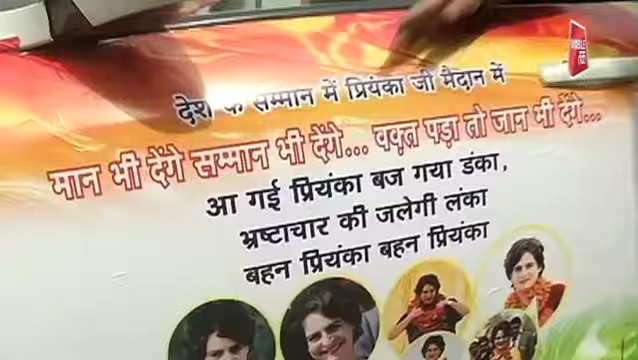 देश के सम्मान में प्रियंका जी मैदान में
मान भी देंगे सम्मान भी देंगे... वक़्त पड़ा तो जान भी देंगे...
आ गई प्रियंका बज गया डंका,
भ्रष्टाचार की जलेगी लंका
बहन प्रियंका बहन प्रियंका